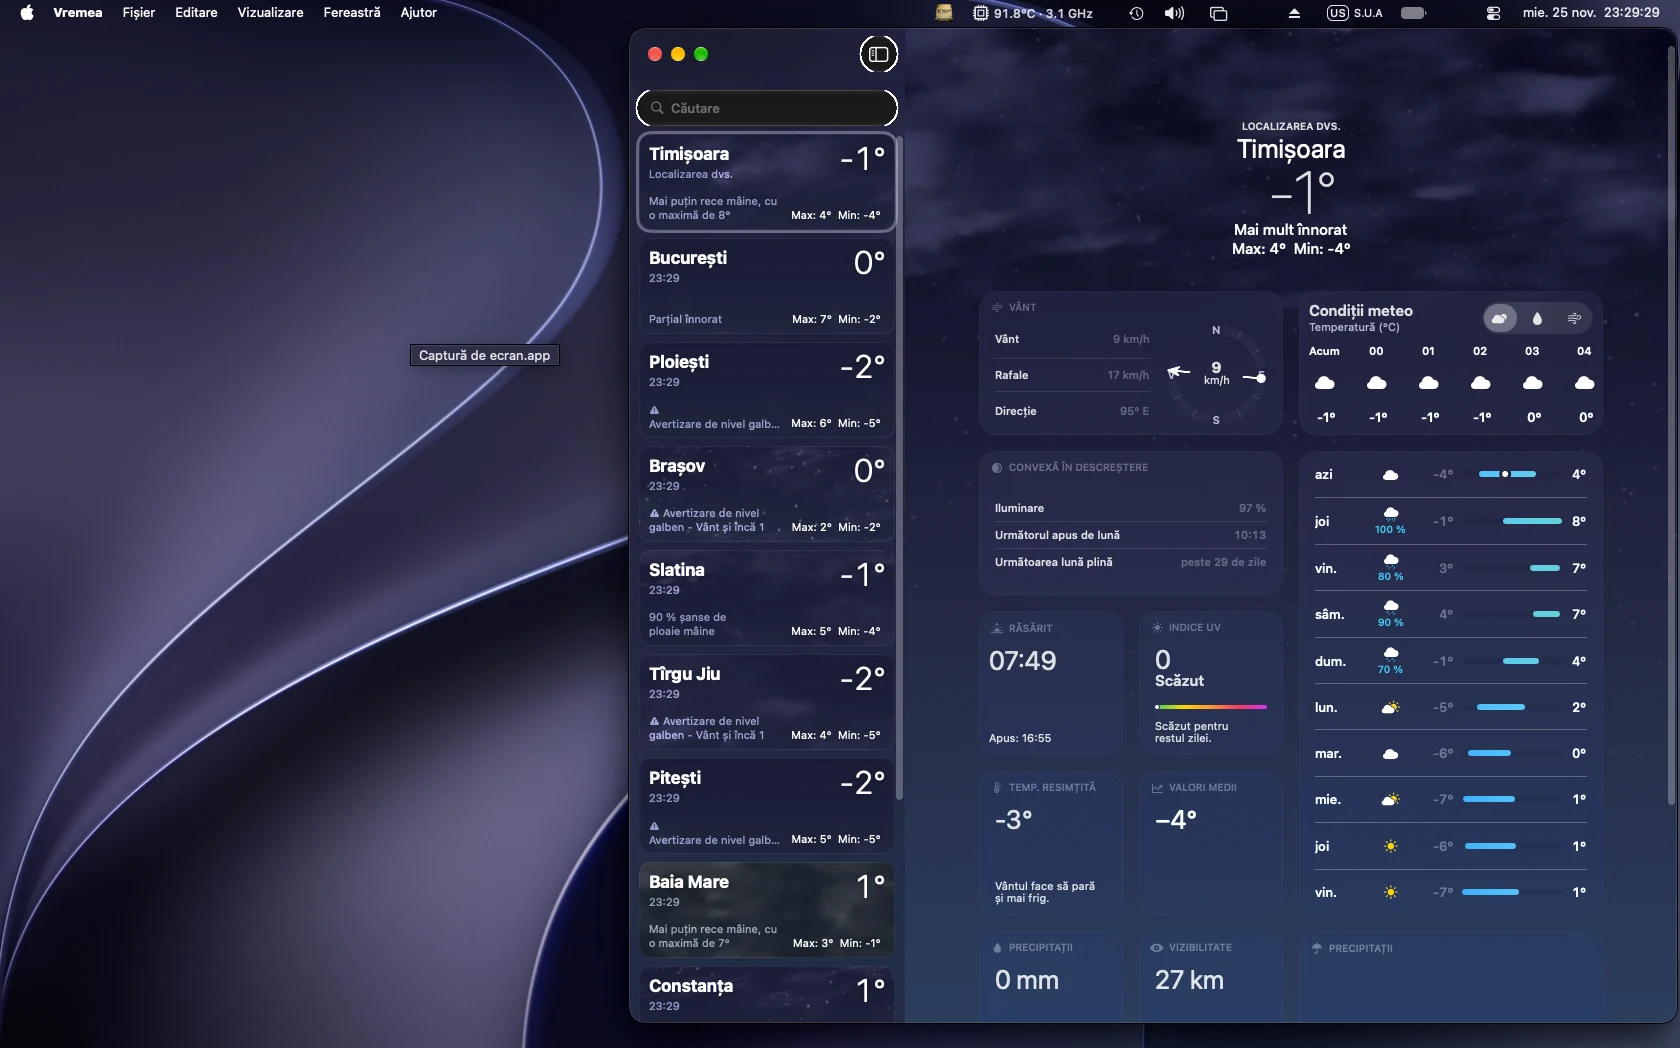 Vremea Fișier Editare Vizualizare Fereastră Ajutor
ESP 91.8°C · 3.1 GHz US S.U.A mie. 25 nov. 23:29:29
Captură de ecran.app
Căutare
Timișoara -1°
Localizarea dvs.
Mai puțin rece mâine, cu
o maximă de 8° Max: 4° Min: -4°
București 0°
23:29
Parțial înnorat Max: 7° Min: -2°
Ploiești -2°
23:29
Avertizare de nivel galb... Max: 6° Min: -5°
Brașov 0°
23:29
Avertizare de nivel
galben - Vânt și încă 1 Max: 2° Min: -2°
Slatina -1°
23:29
90 % șanse de
ploaie mâine Max: 5° Min: -4°
Tîrgu Jiu -2°
23:29
Avertizare de nivel
galben - Vânt și încă 1 Max: 4° Min: -5°
Pitești -2°
23:29
Avertizare de nivel galb... Max: 5° Min: -5°
Baia Mare 1°
23:29
Mai puțin rece mâine, cu
o maximă de 7° Max: 3° Min: -1°
Constanța 1°
23:29
LOCALIZAREA DVS.
Timișoara
-1°
Mai mult înnorat
Max: 4° Min: -4°
VÂNT
Vânt 9 km/h
Rafale 17 km/h
Direcție 95° E
N
9
km/h
S
Condiții meteo
Temperatură (°C)
Acum 00 01 02 03 04
-1° -1° -1° -1° 0° 0°
CONVEXĂ ÎN DESCREȘTERE
Iluminare 97 %
Următorul apus de lună 10:13
Următoarea lună plină peste 29 de zile
azi -4° 4°
joi 100 % -1° 8°
vin. 80 % 3° 7°
sâm. 90 % 4° 7°
dum. 70 % -1° 4°
lun. -5° 2°
mar. -6° 0°
mie. -7° 1°
joi -6° 1°
vin. -7° 1°
RĂSĂRIT
07:49
Apus: 16:55
INDICE UV
0
Scăzut
Scăzut pentru
restul zilei.
TEMP. RESIMȚITĂ
-3°
Vântul face să pară
și mai frig.
VALORI MEDII
-4°
PRECIPITAȚII
0 mm
VIZIBILITATE
27 km
PRECIPITAȚII